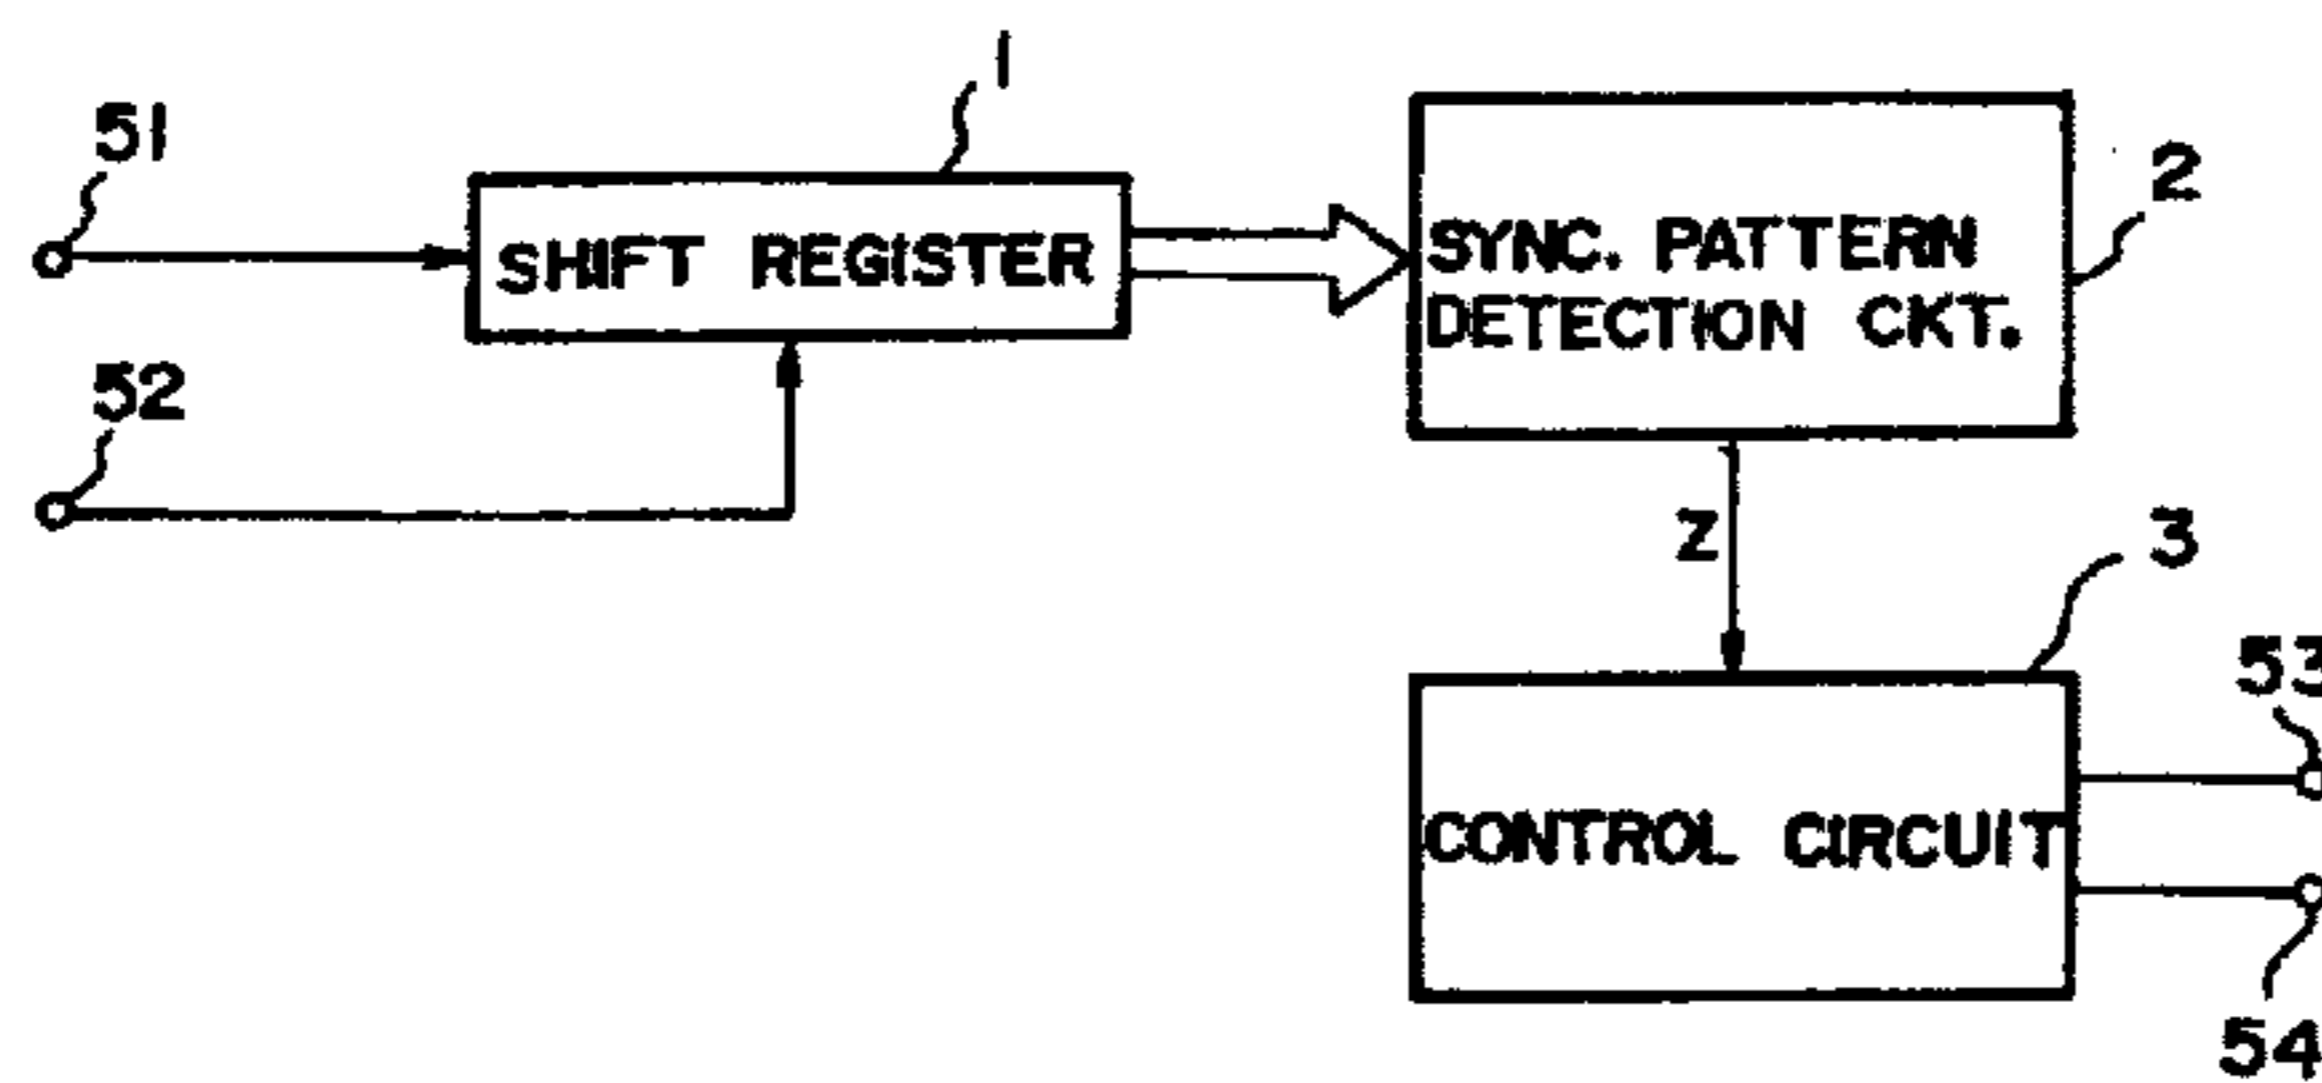 1
51
2
SHIFT REGISTER
SYNC. PATTERN
DETECTION CKT.
52
Z
3
53
CONTROL CIRCUIT
54